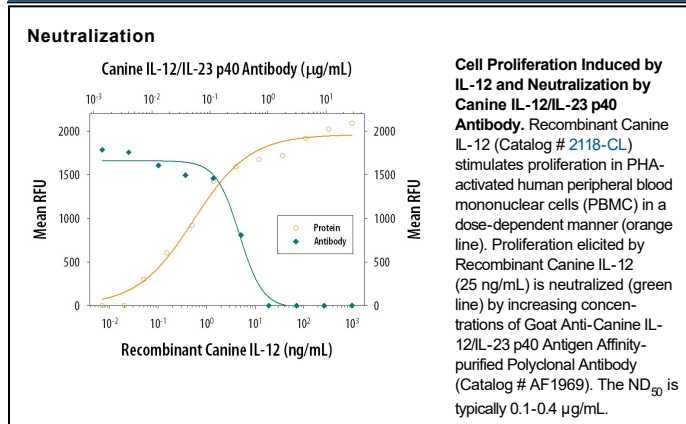 Neutralization
Canine IL-12/IL-23 p40 Antibody (µg/mL)
10⁻³ 10⁻² 10⁻¹ 10⁰ 10¹
2000 2000
1500 1500
1000 1000
500 500
0 0
Mean RFU
Mean RFU
Protein
Antibody
10⁻² 10⁻¹ 10⁰ 10¹ 10² 10³
Recombinant Canine IL-12 (ng/mL)
Cell Proliferation Induced by
IL-12 and Neutralization by
Canine IL-12/IL-23 p40
Antibody. Recombinant Canine
IL-12 (Catalog # 2118-CL)
stimulates proliferation in PHA-
activated human peripheral blood
mononuclear cells (PBMC) in a
dose-dependent manner (orange
line). Proliferation elicited by
Recombinant Canine IL-12
(25 ng/mL) is neutralized (green
line) by increasing concen-
trations of Goat Anti-Canine IL-
12/IL-23 p40 Antigen Affinity-
purified Polyclonal Antibody
(Catalog # AF1969). The ND₅₀ is
typically 0.1-0.4 µg/mL.